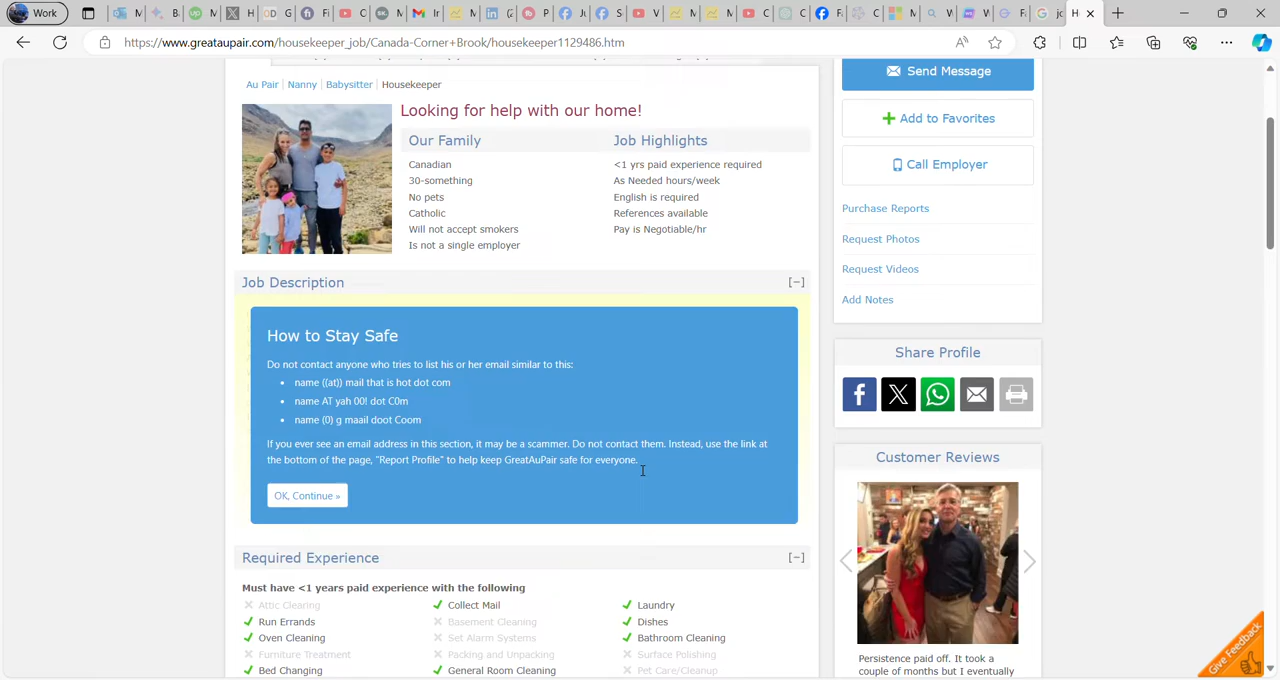 Work
https://www.greataupair.com/housekeeper_job/Canada-Corner+Brook/housekeeper1129486.htm
Au Pair | Nanny | Babysitter | Housekeeper
Looking for help with our home!
Our Family
Canadian
30-something
No pets
Catholic
Will not accept smokers
Is not a single employer
Job Highlights
<1 yrs paid experience required
As Needed hours/week
English is required
References available
Pay is Negotiable/hr
Job Description [−]
How to Stay Safe
Do not contact anyone who tries to list his or her email similar to this:
• name ((at)) mail that is hot dot com
• name AT yah 00! dot C0m
• name (0) g maail doot Coom
If you ever see an email address in this section, it may be a scammer. Do not contact them. Instead, use the link at
the bottom of the page, "Report Profile" to help keep GreatAuPair safe for everyone.
OK, Continue »
Required Experience [−]
Must have <1 years paid experience with the following
Attic Clearing Collect Mail Laundry
Run Errands Basement Cleaning Dishes
Oven Cleaning Set Alarm Systems Bathroom Cleaning
Furniture Treatment Packing and Unpacking Surface Polishing
Bed Changing General Room Cleaning Pet Care/Cleanup
Send Message
Add to Favorites
Call Employer
Purchase Reports
Request Photos
Request Videos
Add Notes
Share Profile
Customer Reviews
Persistence paid off. It took a
couple of months but I eventually
Give Feedback